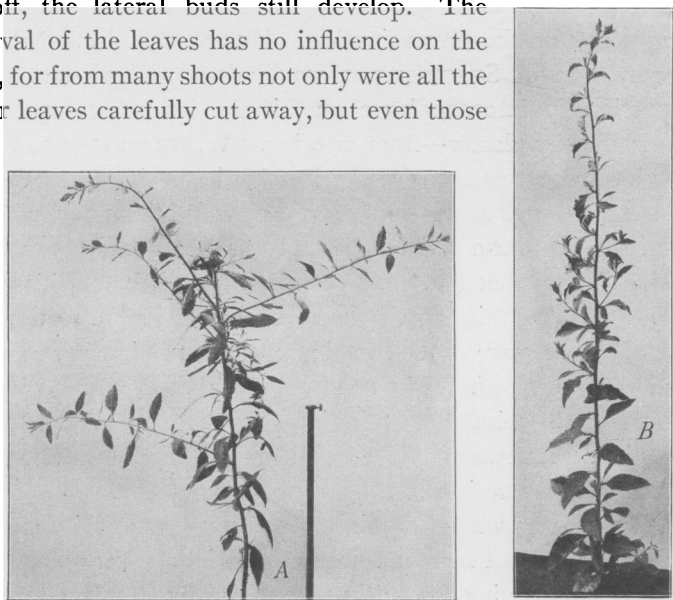 off, the lateral buds still develop. The
val of the leaves has no influence on the
, for from many shoots not only were all the
r leaves carefully cut away, but even those
B
A